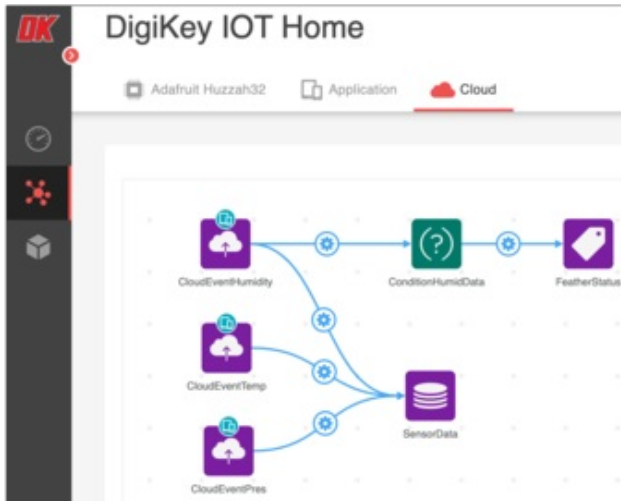 DK
DigiKey IOT Home
Adafruit Huzzah32
Application
Cloud
CloudEventHumidity
ConditionHumidData
FeatherStatus
CloudEventTemp
SensorData
CloudEventPres